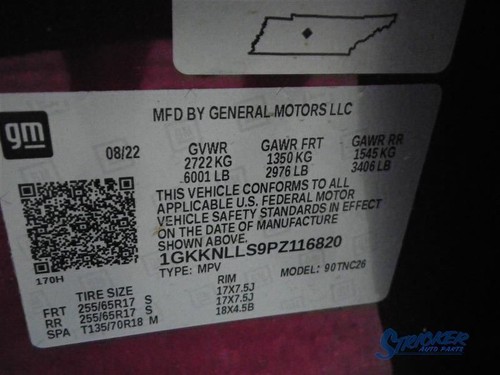 MFD BY GENERAL MOTORS LLC
gm
08/22 GVWR GAWR FRT GAWR RR
2722 KG 1350 KG 1545 KG
6001 LB 2976 LB 3406 LB
THIS VEHICLE CONFORMS TO ALL
APPLICABLE U.S. FEDERAL MOTOR
VEHICLE SAFETY STANDARDS IN EFFECT
ON THE DATE OF MANUFACTURE
SHOWN ABOVE.
170H
1GKKNLLS9PZ116820
TYPE: MPV MODEL: 90TNC26
TIRE SIZE RIM
FRT 255/65R17 S 17X7.5J
RR 255/65R17 S 17X7.5J
SPA T135/70R18 M 18X4.5B
STRICKER
AUTO PARTS